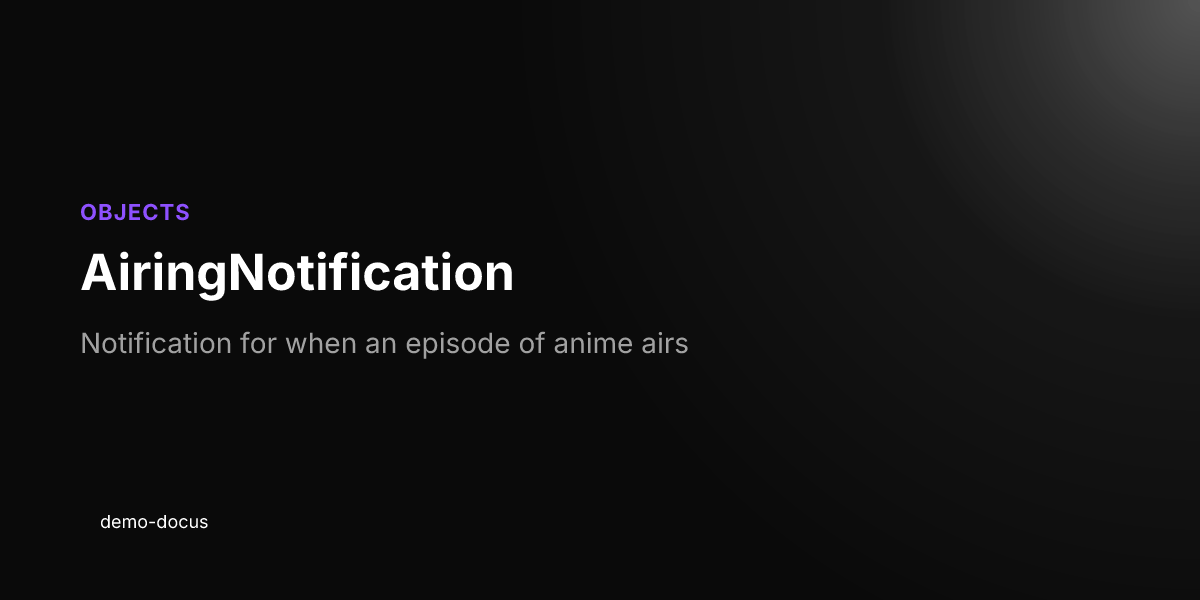 OBJECTS
AiringNotification
Notification for when an episode of anime airs
demo-docus